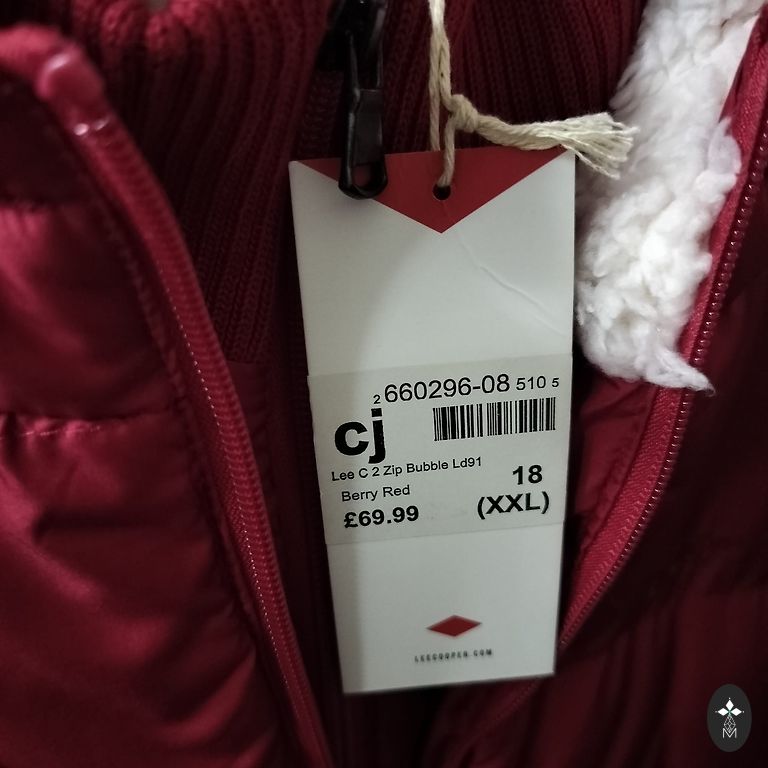 2 660296-08 510 5
cj
Lee C 2 Zip Bubble Ld91
Berry Red
18
£69.99
(XXL)
LEECOOPER.COM
M